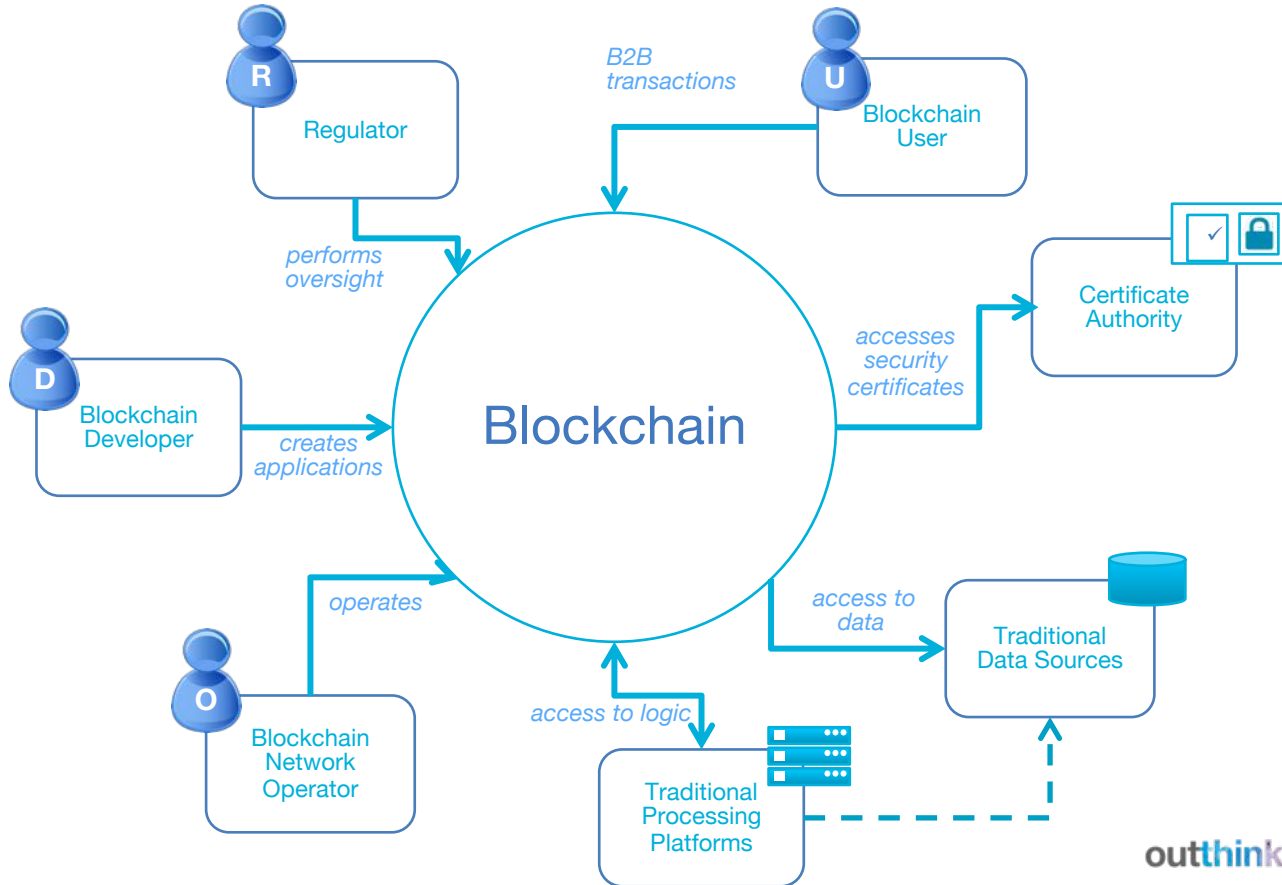 R
Regulator
B2B
transactions
U
Blockchain
User
performs
oversight
✓
Certificate
Authority
accesses
security
certificates
D
Blockchain
Developer
creates
applications
Blockchain
operates
access to
data
Traditional
Data Sources
O
Blockchain
Network
Operator
access to logic
Traditional
Processing
Platforms
outthink